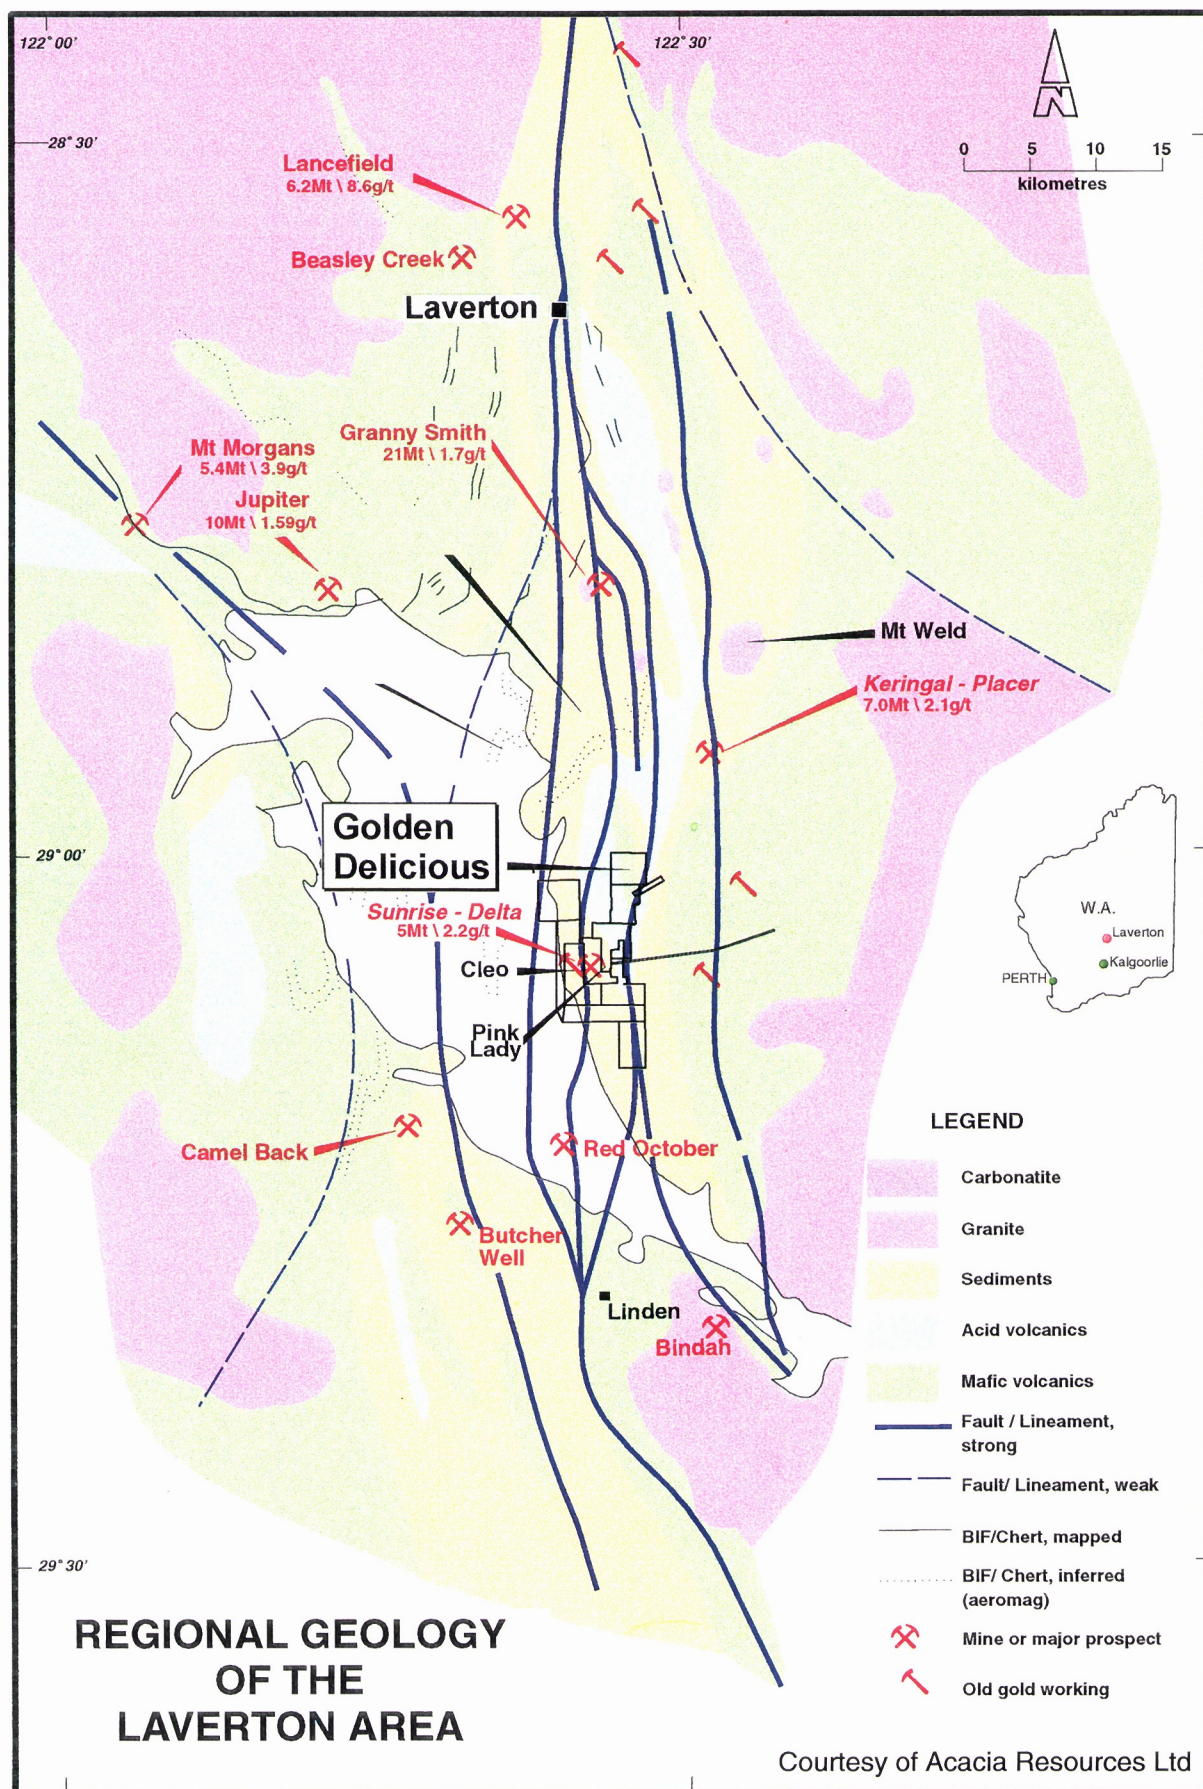 122° 00'
122° 30'
N
28° 30'
0 5 10 15
kilometres
Lancefield
6.2Mt \ 8.6g/t
Beasley Creek
Laverton
Granny Smith
21Mt \ 1.7g/t
Mt Morgans
5.4Mt \ 3.9g/t
Jupiter
10Mt \ 1.59g/t
Mt Weld
Keringal - Placer
7.0Mt \ 2.1g/t
Golden
Delicious
29° 00'
Sunrise - Delta
5Mt \ 2.2g/t
Cleo
Pink
Lady
W.A.
Laverton
Kalgoorlie
PERTH
Camel Back
Red October
Butcher
Well
Linden
Bindah
29° 30'
LEGEND
Carbonatite
Granite
Sediments
Acid volcanics
Mafic volcanics
Fault / Lineament,
strong
Fault/ Lineament, weak
BIF/Chert, mapped
BIF/ Chert, inferred
(aeromag)
Mine or major prospect
Old gold working
REGIONAL GEOLOGY
OF THE
LAVERTON AREA
Courtesy of Acacia Resources Ltd